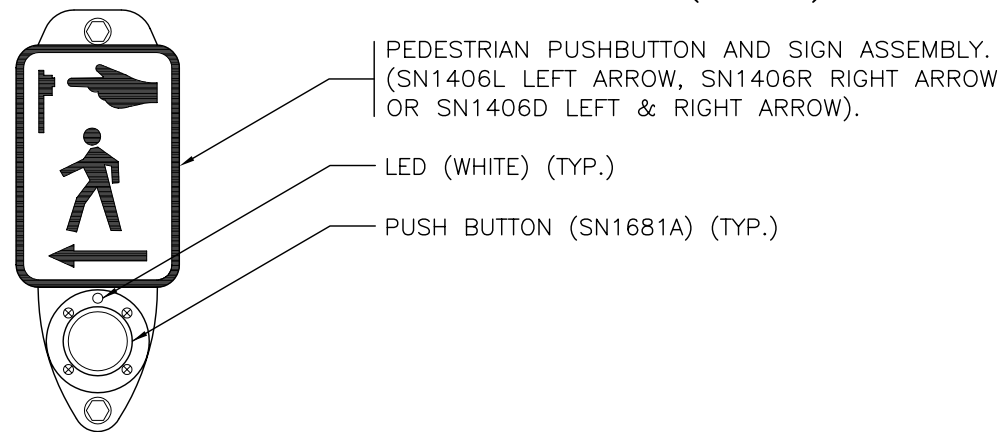 PEDESTRIAN PUSHBUTTON AND SIGN ASSEMBLY.
(SN1406L LEFT ARROW, SN1406R RIGHT ARROW
OR SN1406D LEFT & RIGHT ARROW).
LED (WHITE) (TYP.)
PUSH BUTTON (SN1681A) (TYP.)